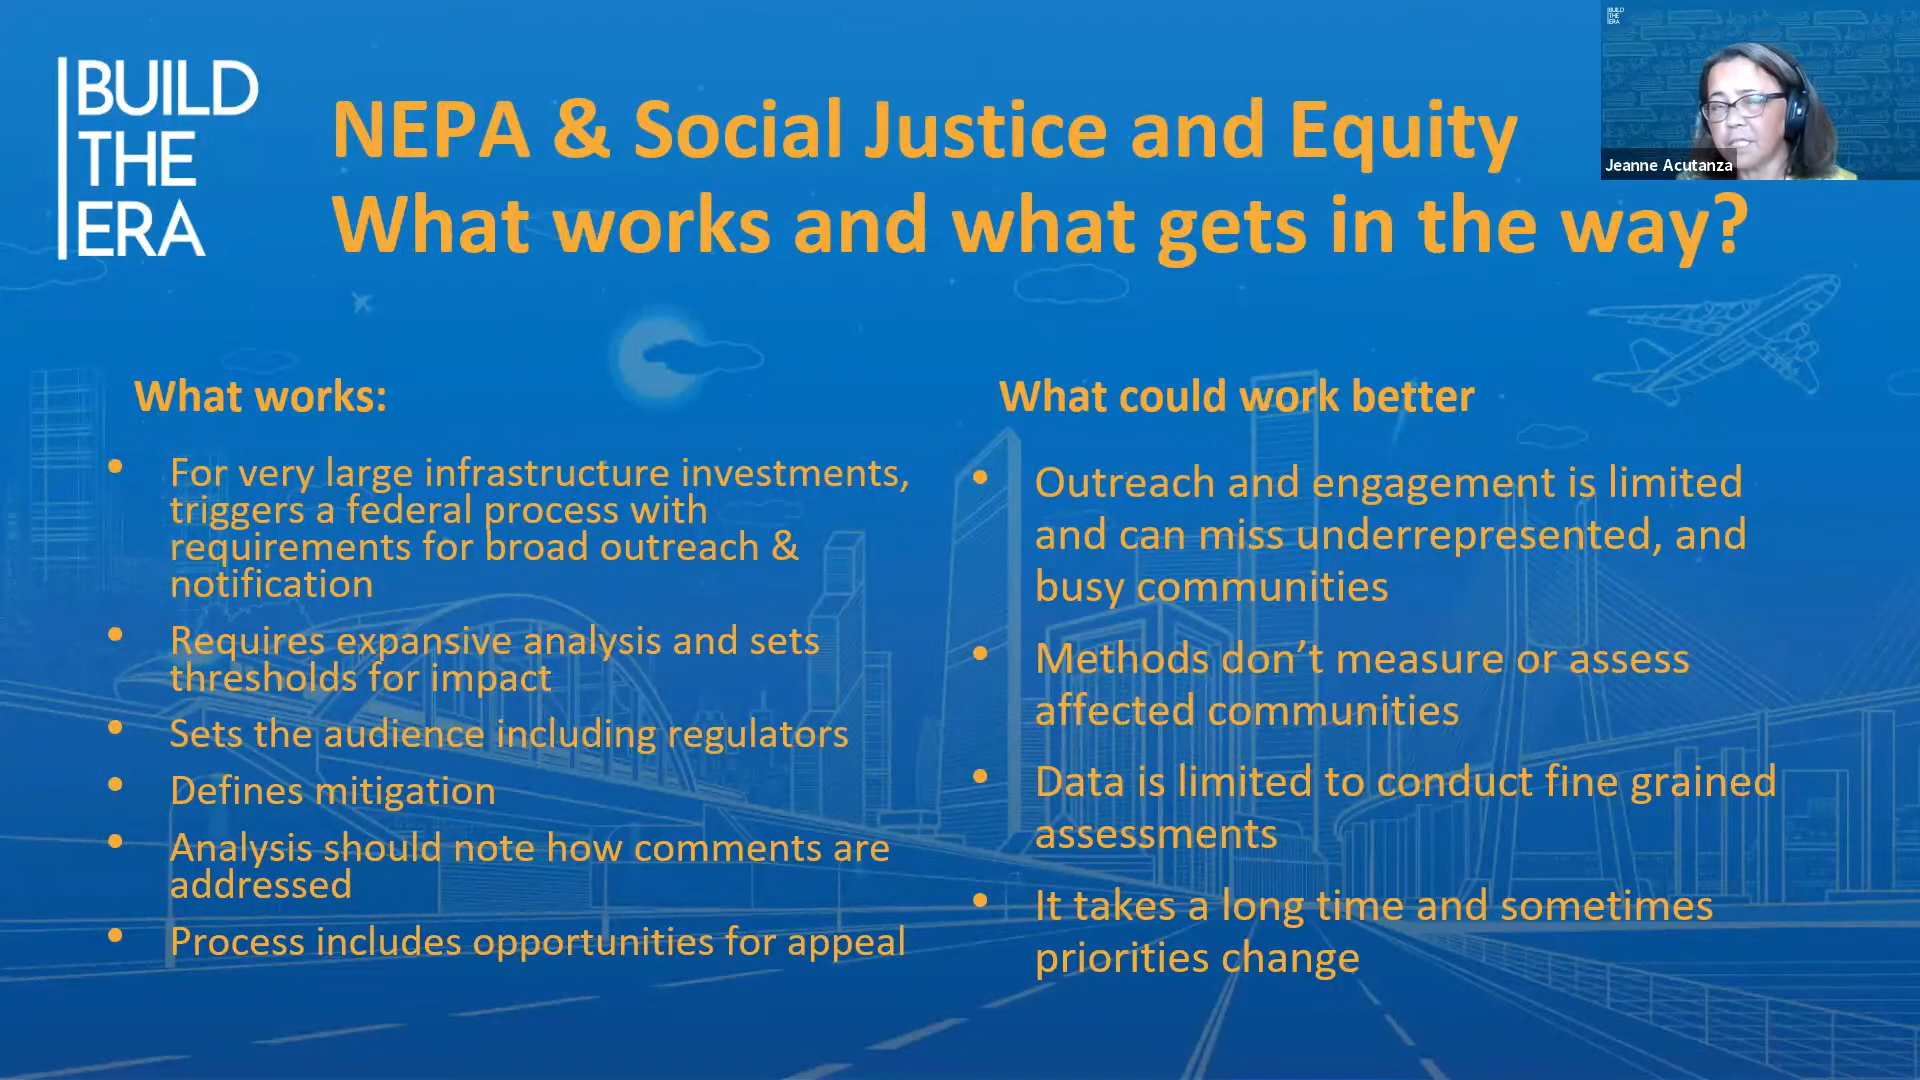 BUILD
THE
ERA
NEPA & Social Justice and Equity
What works and what gets in the way?
BUILD
THE
ERA
Jeanne Acutanza
What works:
• For very large infrastructure investments,
triggers a federal process with
requirements for broad outreach &
notification
• Requires expansive analysis and sets
thresholds for impact
• Sets the audience including regulators
• Defines mitigation
• Analysis should note how comments are
addressed
• Process includes opportunities for appeal
What could work better
• Outreach and engagement is limited
and can miss underrepresented, and
busy communities
• Methods don’t measure or assess
affected communities
• Data is limited to conduct fine grained
assessments
• It takes a long time and sometimes
priorities change